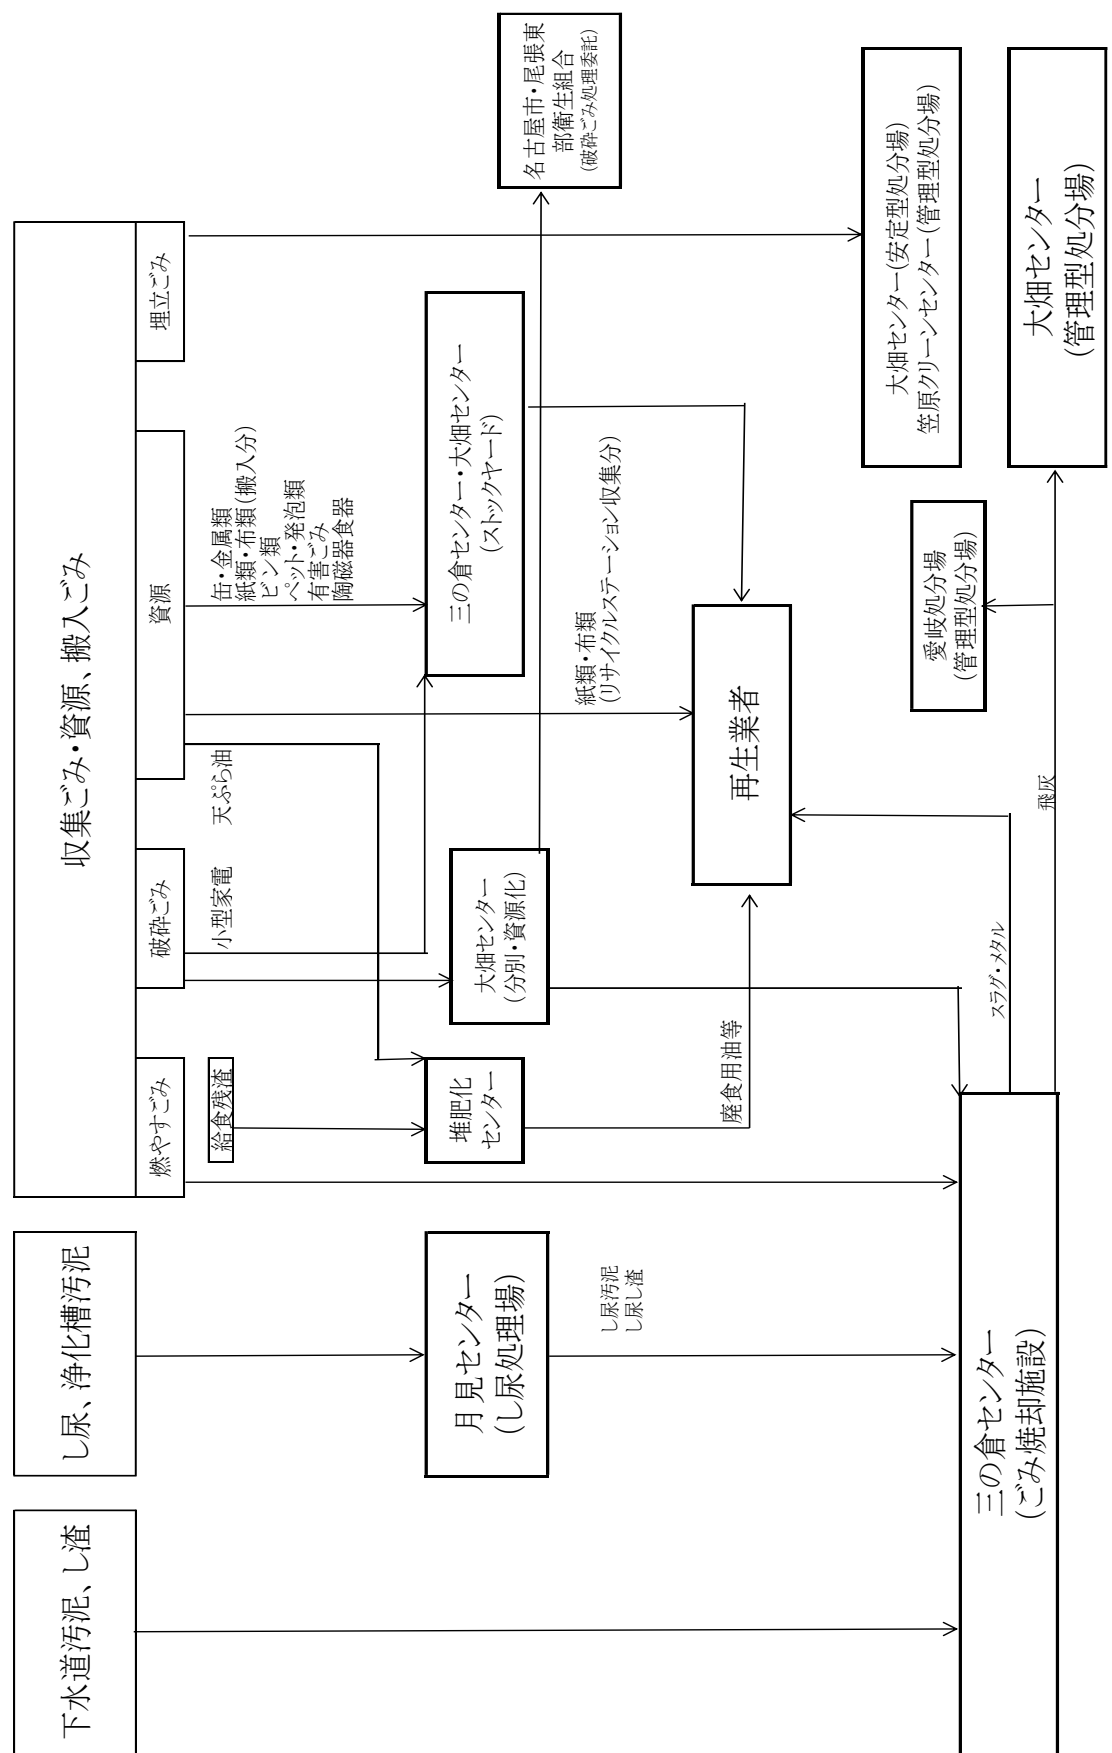 下水道汚泥、し渣
し尿、浄化槽汚泥
収集ごみ・資源、搬入ごみ
燃やすごみ
破砕ごみ
資源
埋立ごみ
給食残渣
小型家電
天ぷら油
缶・金属類
紙類・布類(搬入分)
ビン類
ペット・発泡類
有害ごみ
陶磁器食器
月見センター
(し尿処理場)
堆肥化
センター
大畑センター
(分別・資源化)
三の倉センター・大畑センター
(ストックヤード)
名古屋市・尾張東
部衛生組合
(破砕ごみ処理委託)
し尿汚泥
し尿し渣
紙類・布類
(リサイクルステーション収集分)
廃食用油等
再生業者
大畑センター(安定型処分場)
笠原クリーンセンター(管理型処分場)
愛岐処分場
(管理型処分場)
スラグ・メタル
飛灰
三の倉センター
(ごみ焼却施設)
大畑センター
(管理型処分場)